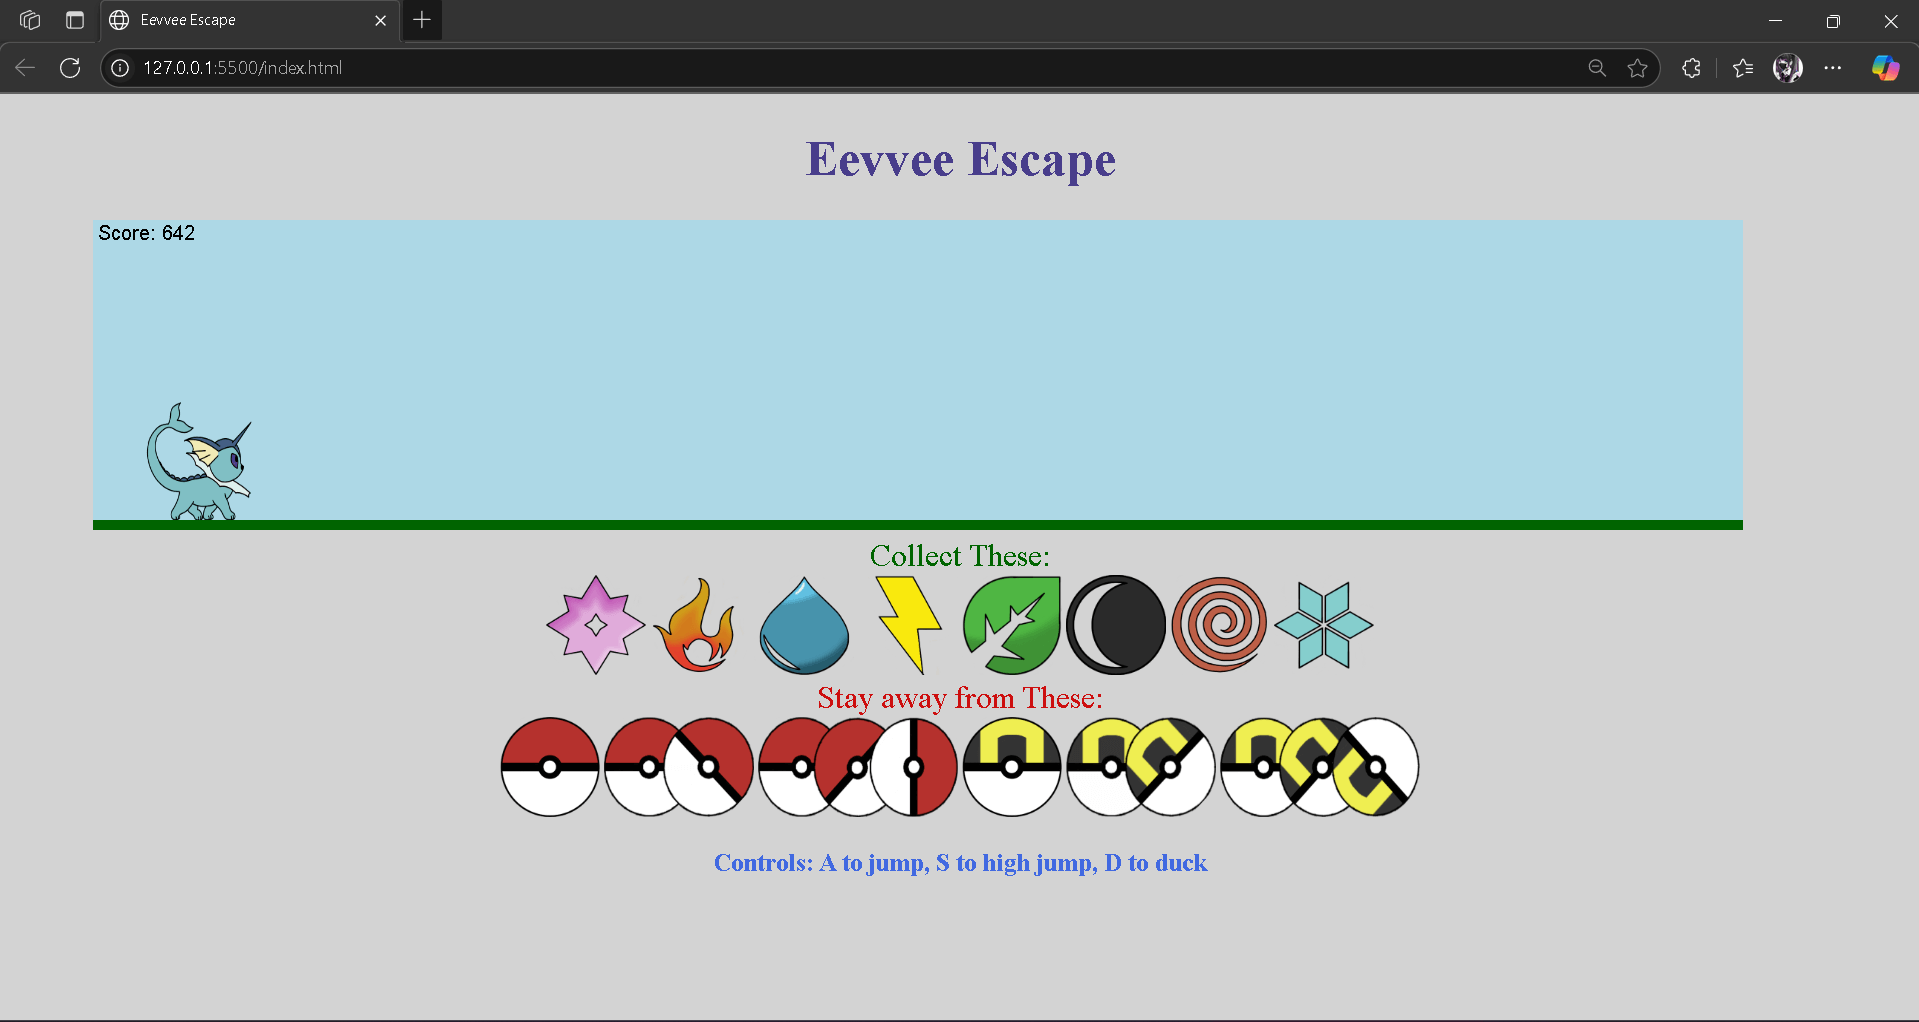 Eevvee Escape
127.0.0.1:5500/index.html
Eevvee Escape
Score: 642
Collect These:
Stay away from These:
Controls: A to jump, S to high jump, D to duck